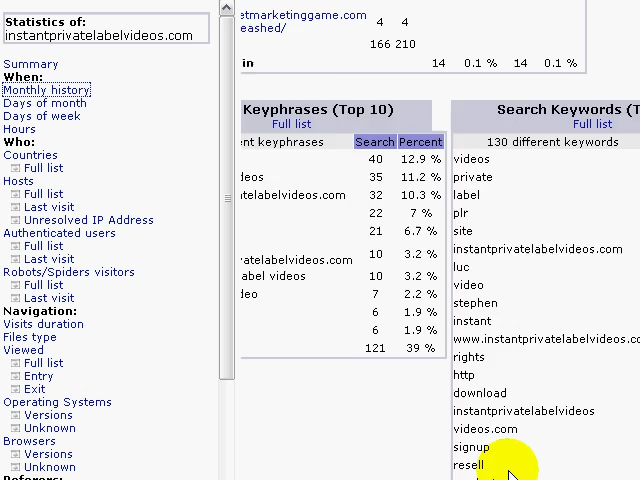 Statistics of:
instantprivatelabelvideos.com
Summary
When:
Monthly history
Days of month
Days of week
Hours
Who:
Countries
Full list
Hosts
Full list
Last visit
Unresolved IP Address
Authenticated users
Full list
Last visit
Robots/Spiders visitors
Full list
Last visit
Navigation:
Visits duration
Files type
Viewed
Full list
Entry
Exit
Operating Systems
Versions
Unknown
Browsers
Versions
Unknown
etmarketinggame.com 4 4
eashed/
166 210
in 14 0.1 % 14 0.1 %
Keyphrases (Top 10)
Full list
ent keyphrases Search Percent
40 12.9 %
deos 35 11.2 %
atelabelvideos.com 32 10.3 %
22 7 %
21 6.7 %
vatelabelvideos.com 10 3.2 %
label videos 10 3.2 %
deo 7 2.2 %
6 1.9 %
6 1.9 %
121 39 %
Search Keywords (T
Full list
130 different keywords
videos
private
label
plr
site
instantprivatelabelvideos.com
luc
video
stephen
instant
www.instantprivatelabelvideos.co
rights
http
download
instantprivatelabelvideos
videos.com
signup
resell